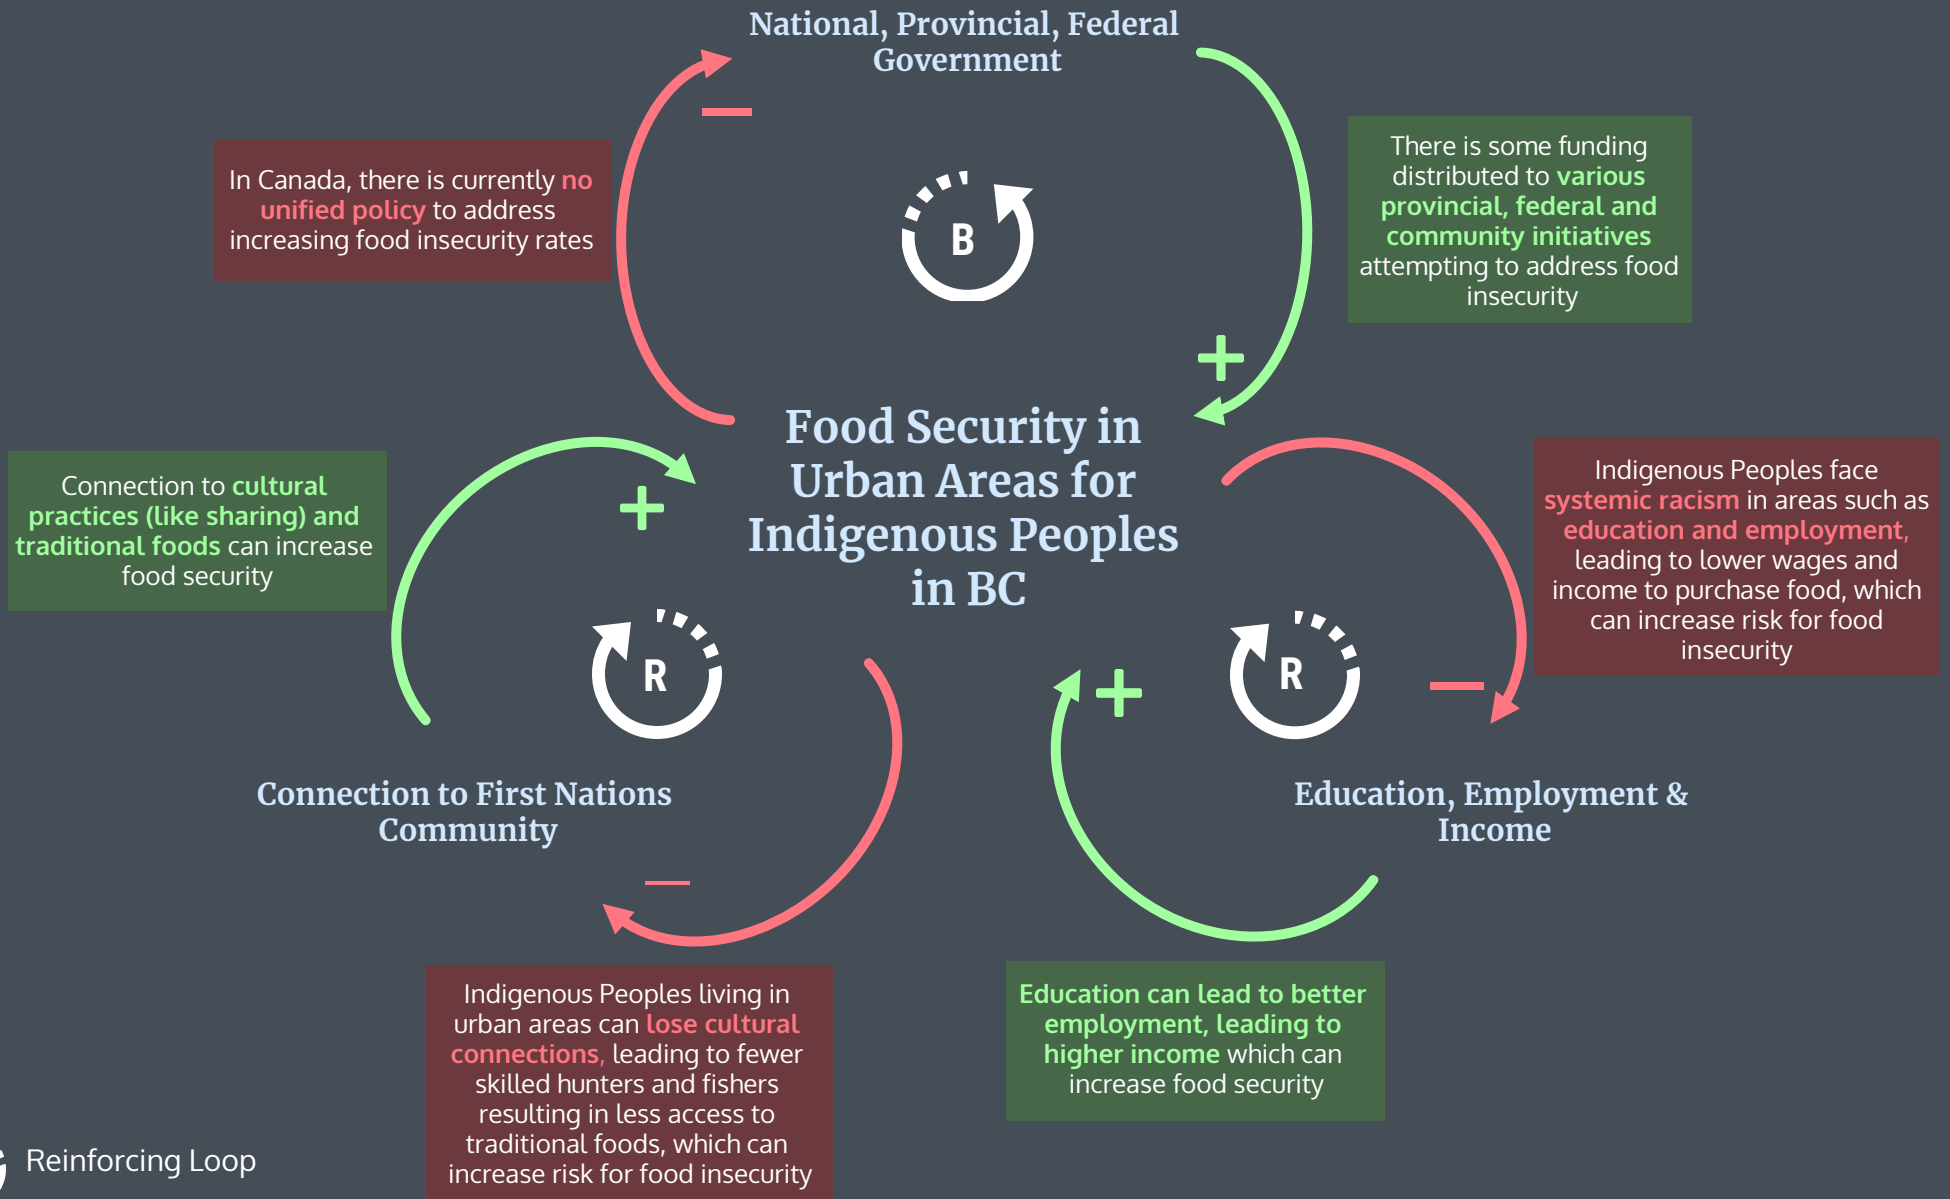 National, Provincial, Federal
Government
In Canada, there is currently no
unified policy to address
increasing food insecurity rates
B
There is some funding
distributed to various
provincial, federal and
community initiatives
attempting to address food
insecurity
Food Security in
Urban Areas for
Indigenous Peoples
in BC
Connection to cultural
practices (like sharing) and
traditional foods can increase
food security
Indigenous Peoples face
systemic racism in areas such as
education and employment,
leading to lower wages and
income to purchase food, which
can increase risk for food
insecurity
R
R
Connection to First Nations
Community
Education, Employment &
Income
Indigenous Peoples living in
urban areas can lose cultural
connections, leading to fewer
skilled hunters and fishers
resulting in less access to
traditional foods, which can
increase risk for food insecurity
Education can lead to better
employment, leading to
higher income which can
increase food security
Reinforcing Loop